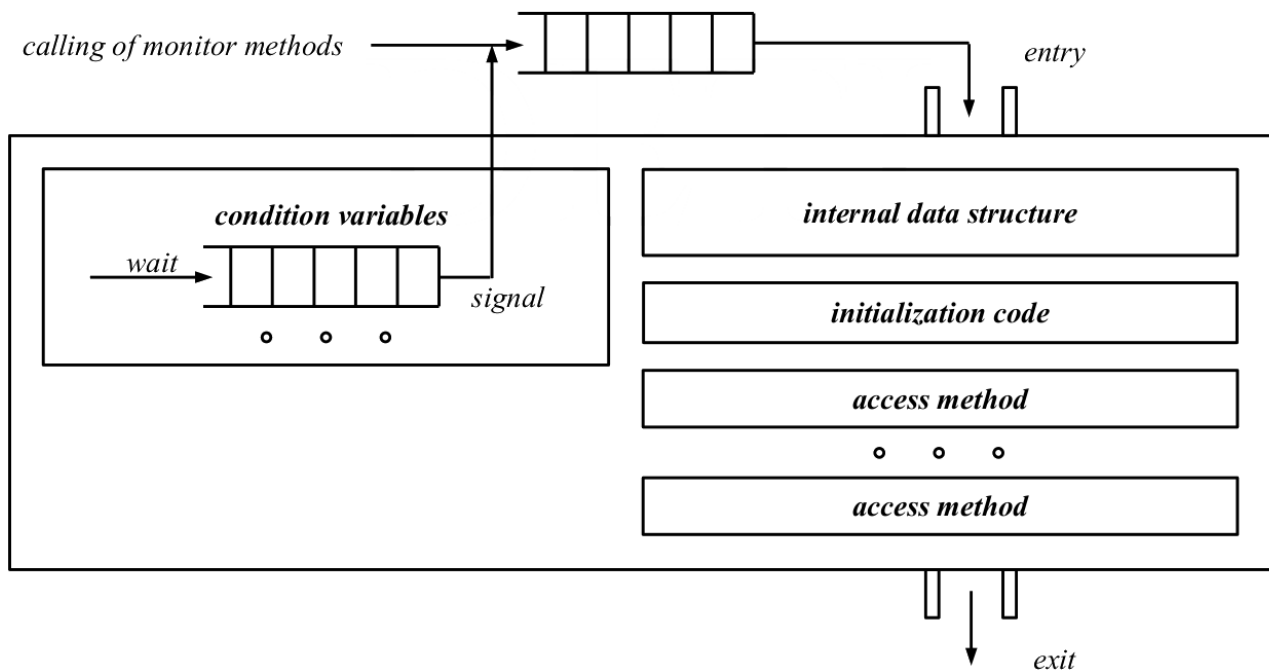 calling of monitor methods
entry
condition variables
wait
signal
internal data structure
initialization code
access method
access method
exit